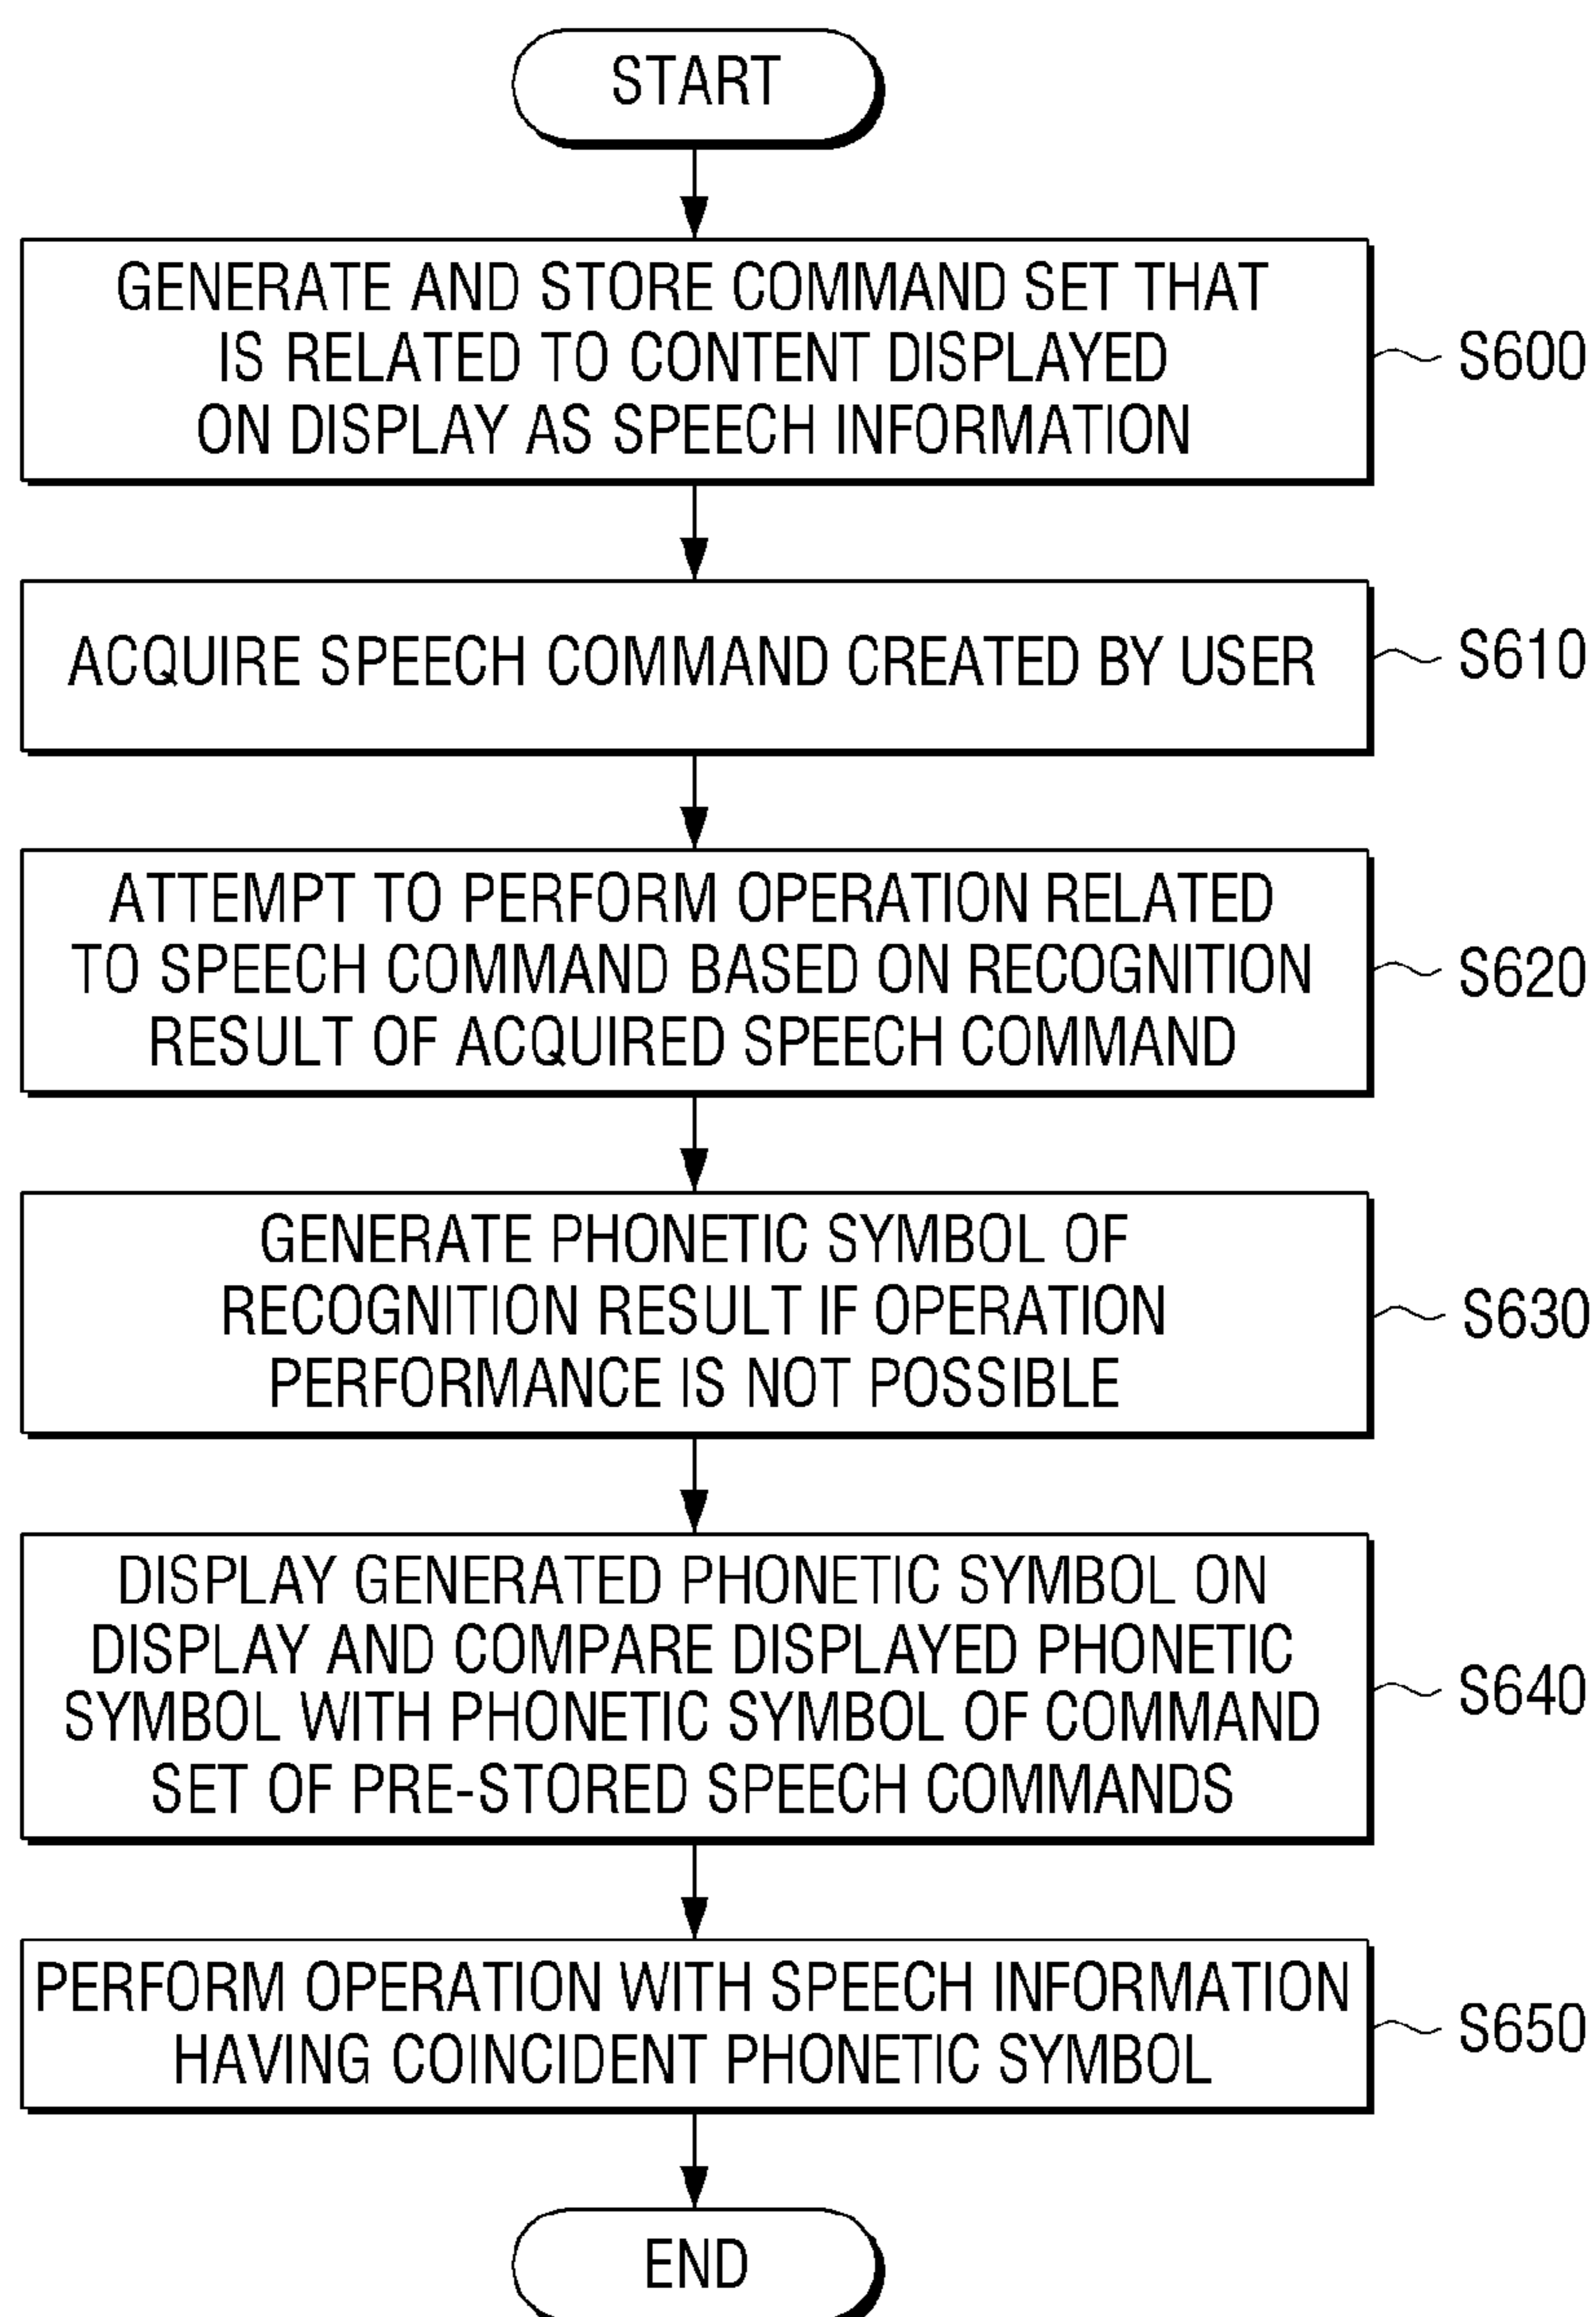 START
GENERATE AND STORE COMMAND SET THAT
IS RELATED TO CONTENT DISPLAYED
ON DISPLAY AS SPEECH INFORMATION
S600
ACQUIRE SPEECH COMMAND CREATED BY USER
S610
ATTEMPT TO PERFORM OPERATION RELATED
TO SPEECH COMMAND BASED ON RECOGNITION
RESULT OF ACQUIRED SPEECH COMMAND
S620
GENERATE PHONETIC SYMBOL OF
RECOGNITION RESULT IF OPERATION
PERFORMANCE IS NOT POSSIBLE
S630
DISPLAY GENERATED PHONETIC SYMBOL ON
DISPLAY AND COMPARE DISPLAYED PHONETIC
SYMBOL WITH PHONETIC SYMBOL OF COMMAND
SET OF PRE-STORED SPEECH COMMANDS
S640
PERFORM OPERATION WITH SPEECH INFORMATION
HAVING COINCIDENT PHONETIC SYMBOL
S650
END